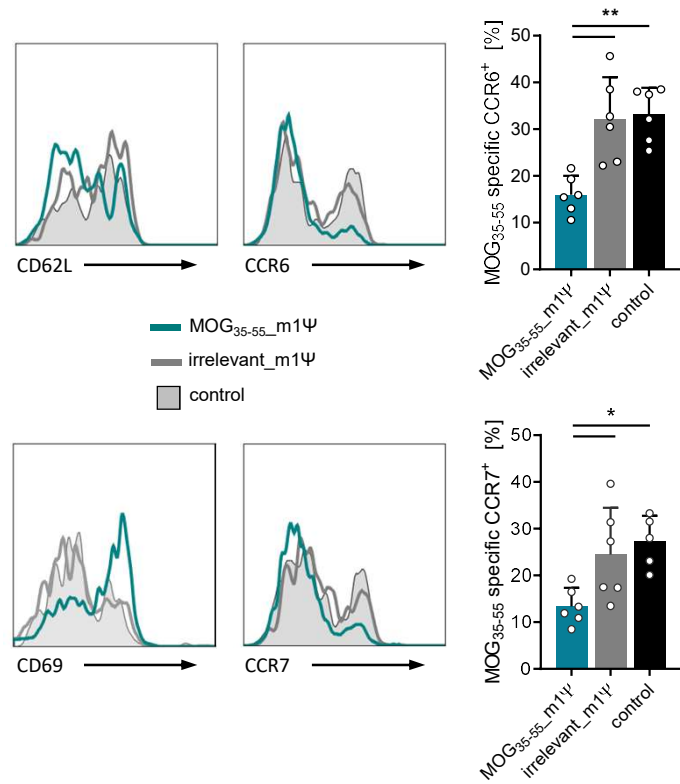 CD62L
CCR6
MOG35-55 specific CCR6+ [%]
**
50
40
30
20
10
0
MOG35-55_m1Ψ
irrelevant_m1Ψ
control
MOG35-55_m1Ψ
irrelevant_m1Ψ
control
CD69
CCR7
MOG35-55 specific CCR7+ [%]
*
50
40
30
20
10
0
MOG35-55_m1Ψ
irrelevant_m1Ψ
control